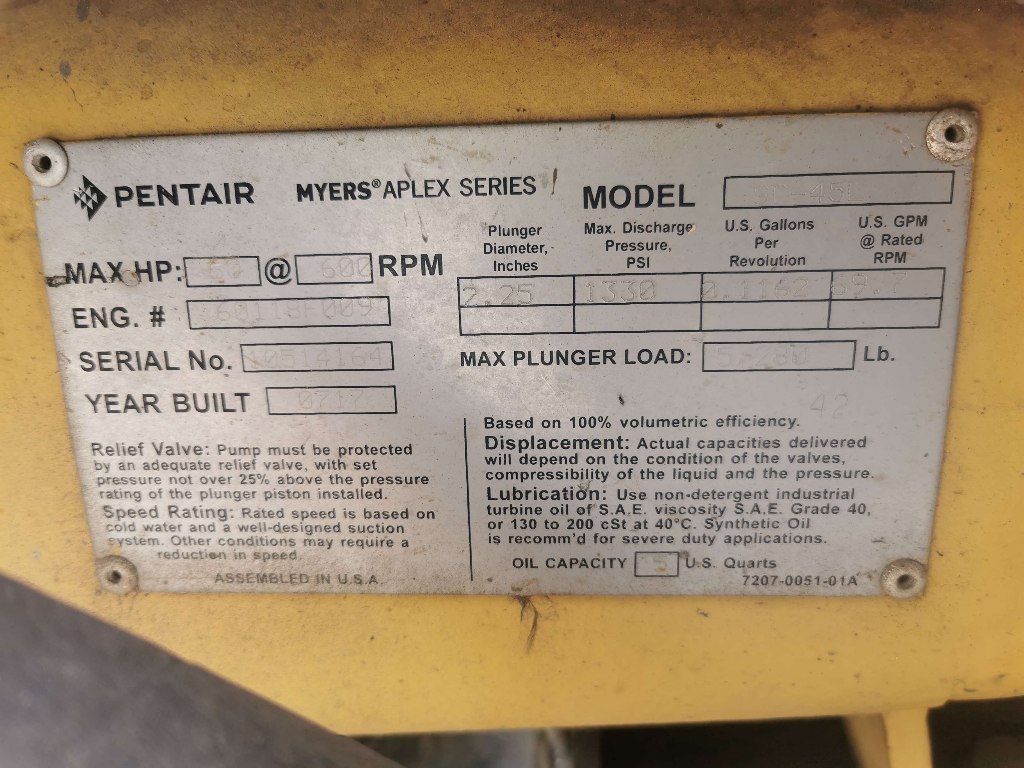 PENTAIR MYERS® APLEX SERIES MODEL
MAX HP: @ 600 RPM
ENG. #
SERIAL No. 10514164
YEAR BUILT 0717
Plunger Diameter, Inches
Max. Discharge Pressure, PSI
U.S. Gallons Per Revolution
U.S. GPM @ Rated RPM
2.25 1330 0.1162 69.7
MAX PLUNGER LOAD: 5,280 Lb.
42
Relief Valve: Pump must be protected
by an adequate relief valve, with set
pressure not over 25% above the pressure
rating of the plunger piston installed.
Speed Rating: Rated speed is based on
cold water and a well-designed suction
system. Other conditions may require a
reduction in speed.
ASSEMBLED IN U.S.A.
Based on 100% volumetric efficiency.
Displacement: Actual capacities delivered
will depend on the condition of the valves,
compressibility of the liquid and the pressure.
Lubrication: Use non-detergent industrial
turbine oil of S.A.E. viscosity S.A.E. Grade 40,
or 130 to 200 cSt at 40°C. Synthetic Oil
is recomm'd for severe duty applications.
OIL CAPACITY 5 U.S. Quarts
7207-0051-01A